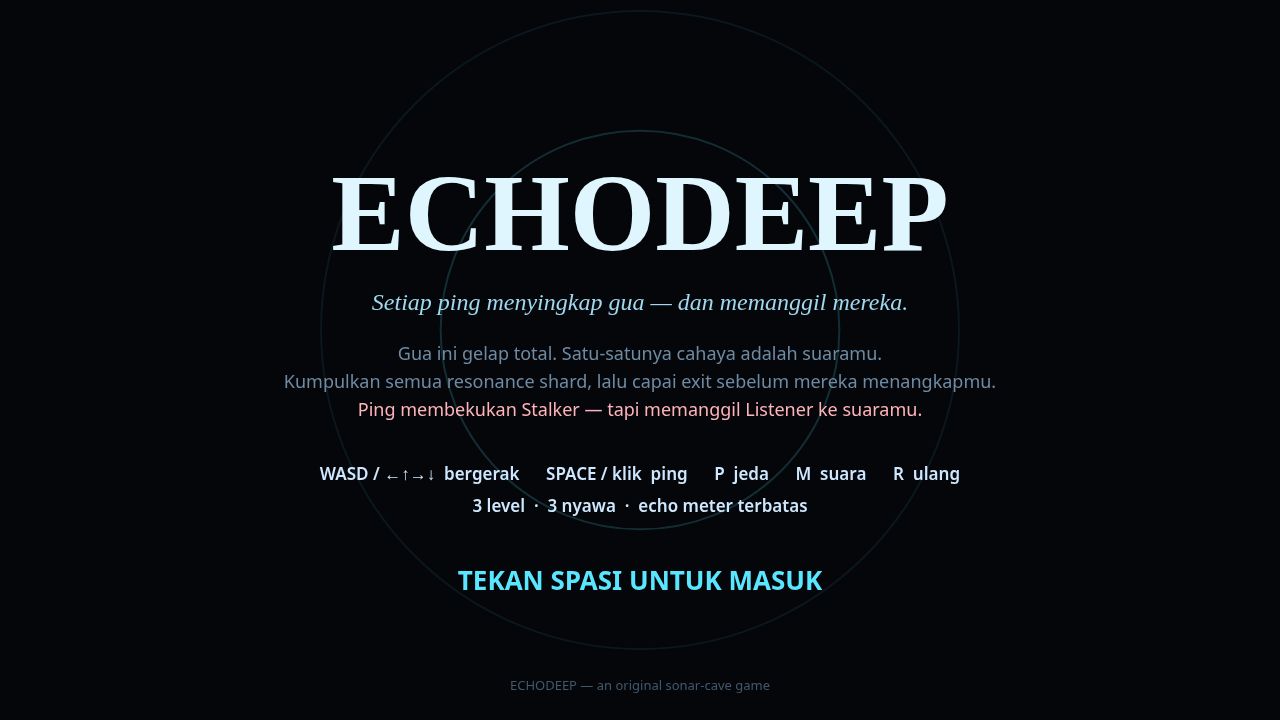 ECHODEEP
Setiap ping menyingkap gua — dan memanggil mereka.
Gua ini gelap total. Satu-satunya cahaya adalah suaramu.
Kumpulkan semua resonance shard, lalu capai exit sebelum mereka menangkapmu.
Ping membekukan Stalker — tapi memanggil Listener ke suaramu.
WASD / ←↑→↓ bergerak SPACE / klik ping P jeda M suara R ulang
3 level · 3 nyawa · echo meter terbatas
TEKAN SPASI UNTUK MASUK
ECHODEEP — an original sonar-cave game